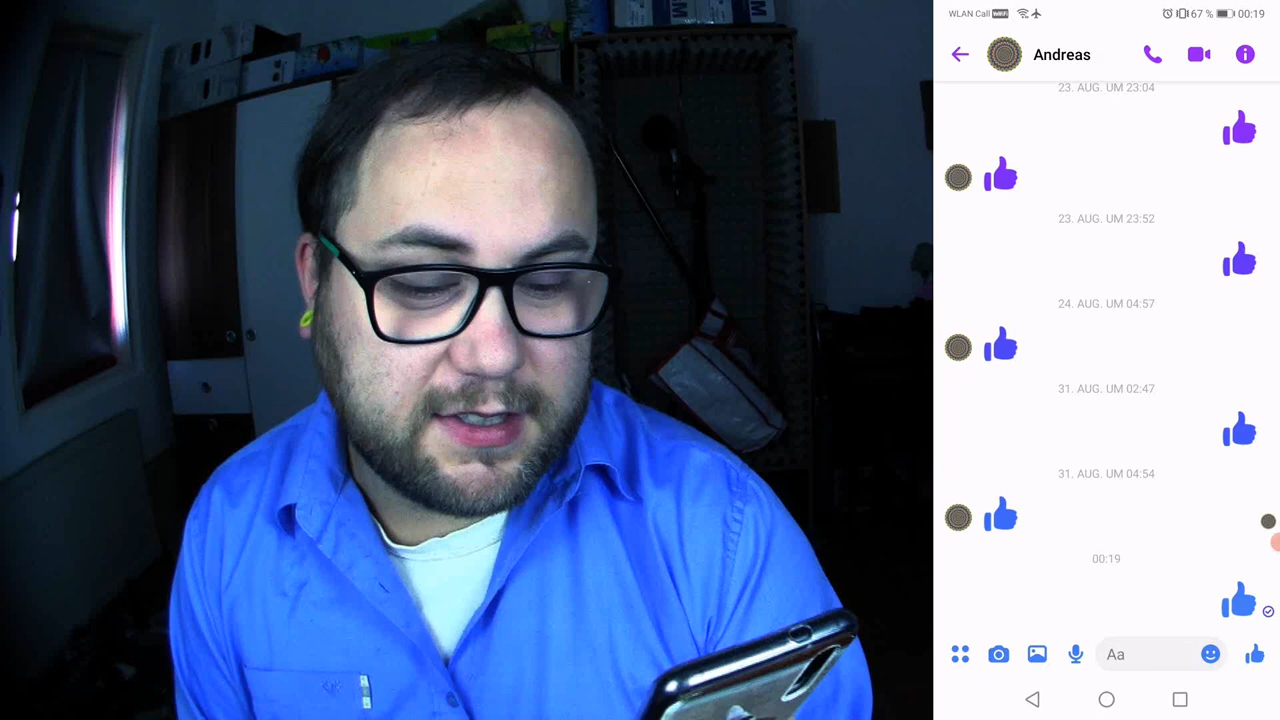 WLAN Call
67 %
00:19
Andreas
23. AUG. UM 23:04
23. AUG. UM 23:52
24. AUG. UM 04:57
31. AUG. UM 02:47
31. AUG. UM 04:54
00:19
Aa